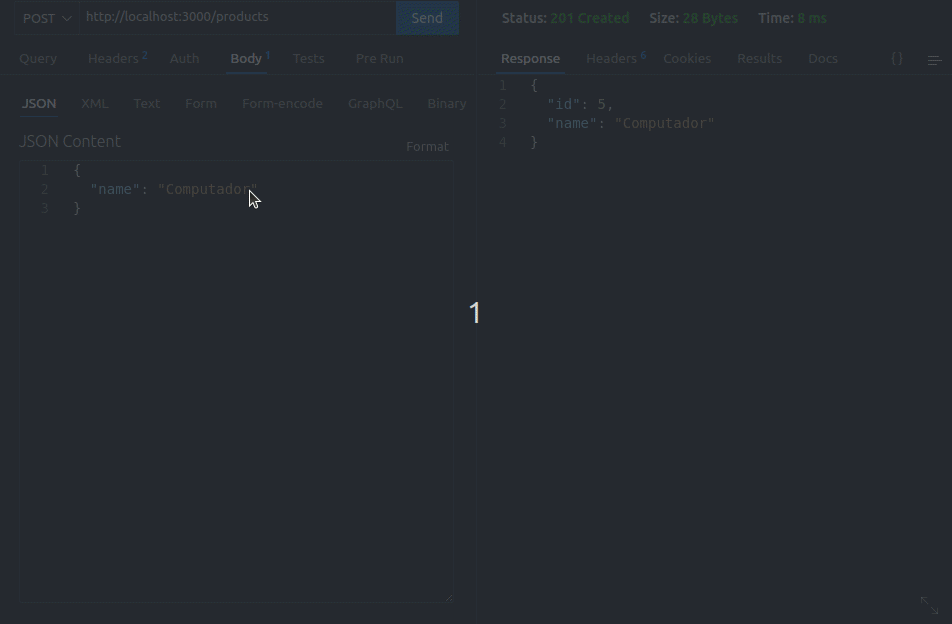 POST http://localhost:3000/products Send
Status: 201 Created Size: 28 Bytes Time: 8 ms
Query Headers 2 Auth Body 1 Tests Pre Run
Response Headers 6 Cookies Results Docs {}
JSON XML Text Form Form-encode GraphQL Binary
JSON Content
Format
1 {
2 "name": "Computador"
3 }
1 {
2 "id": 5,
3 "name": "Computador"
4 }
1